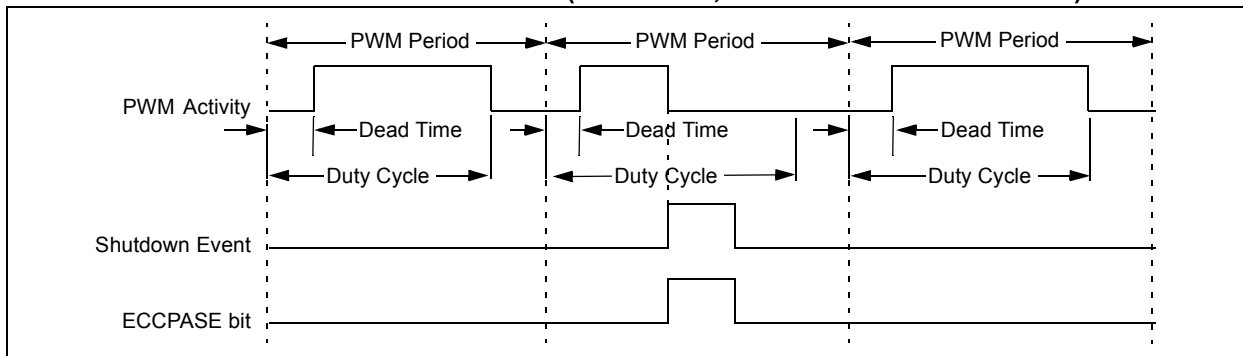 PWM Period PWM Period PWM Period
PWM Activity
Dead Time Dead Time Dead Time
Duty Cycle Duty Cycle Duty Cycle
Shutdown Event
ECCPASE bit